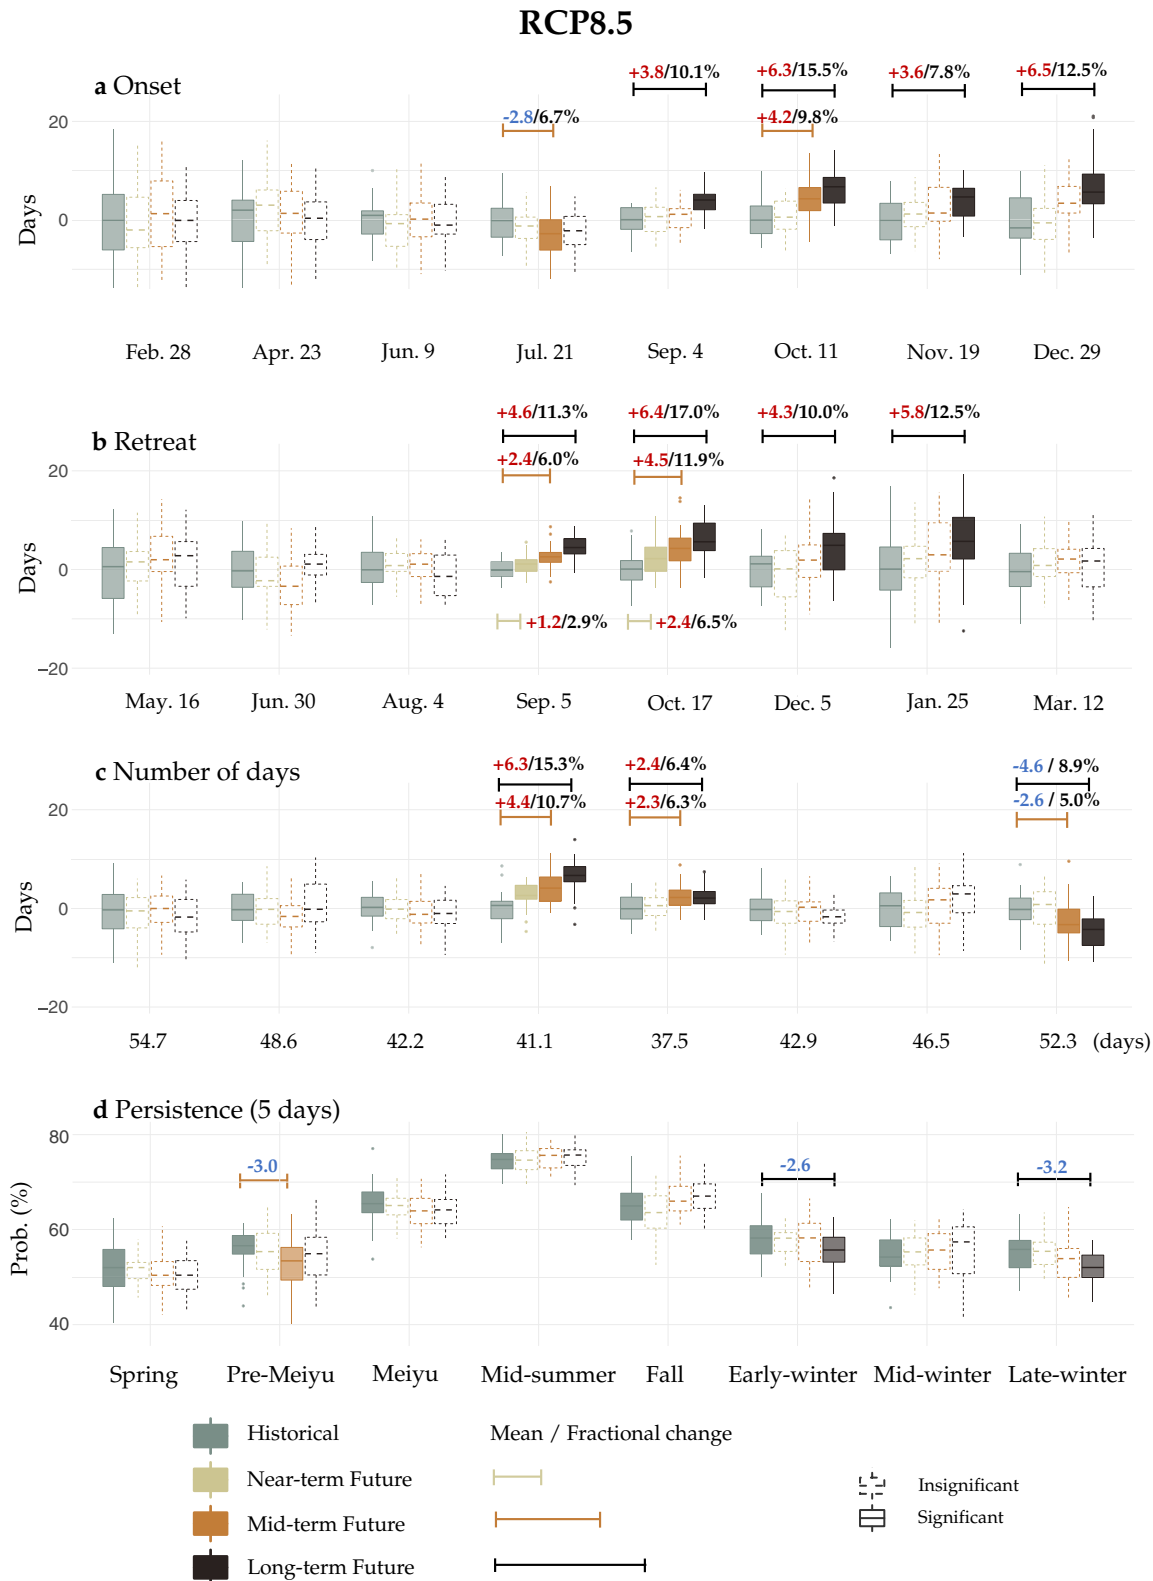 RCP8.5
a Onset
+3.8/10.1% +6.3/15.5% +3.6/7.8% +6.5/12.5%
-2.8/6.7% +4.2/9.8%
20
0
Days
Feb. 28 Apr. 23 Jun. 9 Jul. 21 Sep. 4 Oct. 11 Nov. 19 Dec. 29
b Retreat
+4.6/11.3% +6.4/17.0% +4.3/10.0% +5.8/12.5%
+2.4/6.0% +4.5/11.9%
20
0
−20
Days
+1.2/2.9% +2.4/6.5%
May. 16 Jun. 30 Aug. 4 Sep. 5 Oct. 17 Dec. 5 Jan. 25 Mar. 12
c Number of days
+6.3/15.3% +2.4/6.4% -4.6 / 8.9%
+4.4/10.7% +2.3/6.3% -2.6 / 5.0%
20
0
−20
Days
54.7 48.6 42.2 41.1 37.5 42.9 46.5 52.3 (days)
d Persistence (5 days)
-3.0 -2.6 -3.2
80
60
40
Prob. (%)
Spring Pre-Meiyu Meiyu Mid-summer Fall Early-winter Mid-winter Late-winter
Historical
Near-term Future
Mid-term Future
Long-term Future
Mean / Fractional change
Insignificant
Significant